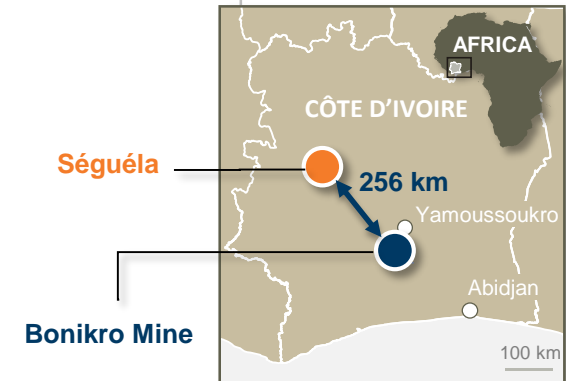 AFRICA
CÔTE D'IVOIRE
Séguéla
256 km
Yamoussoukro
Abidjan
Bonikro Mine
100 km